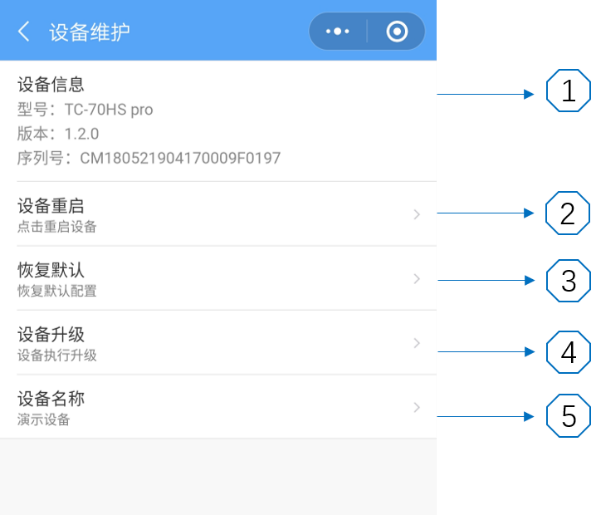 设备维护
设备信息
1
型号：TC-70HS pro
版本：1.2.0
序列号：CM180521904170009F0197
设备重启
2
点击重启设备
恢复默认
3
恢复默认配置
设备升级
4
设备执行升级
设备名称
5
演示设备